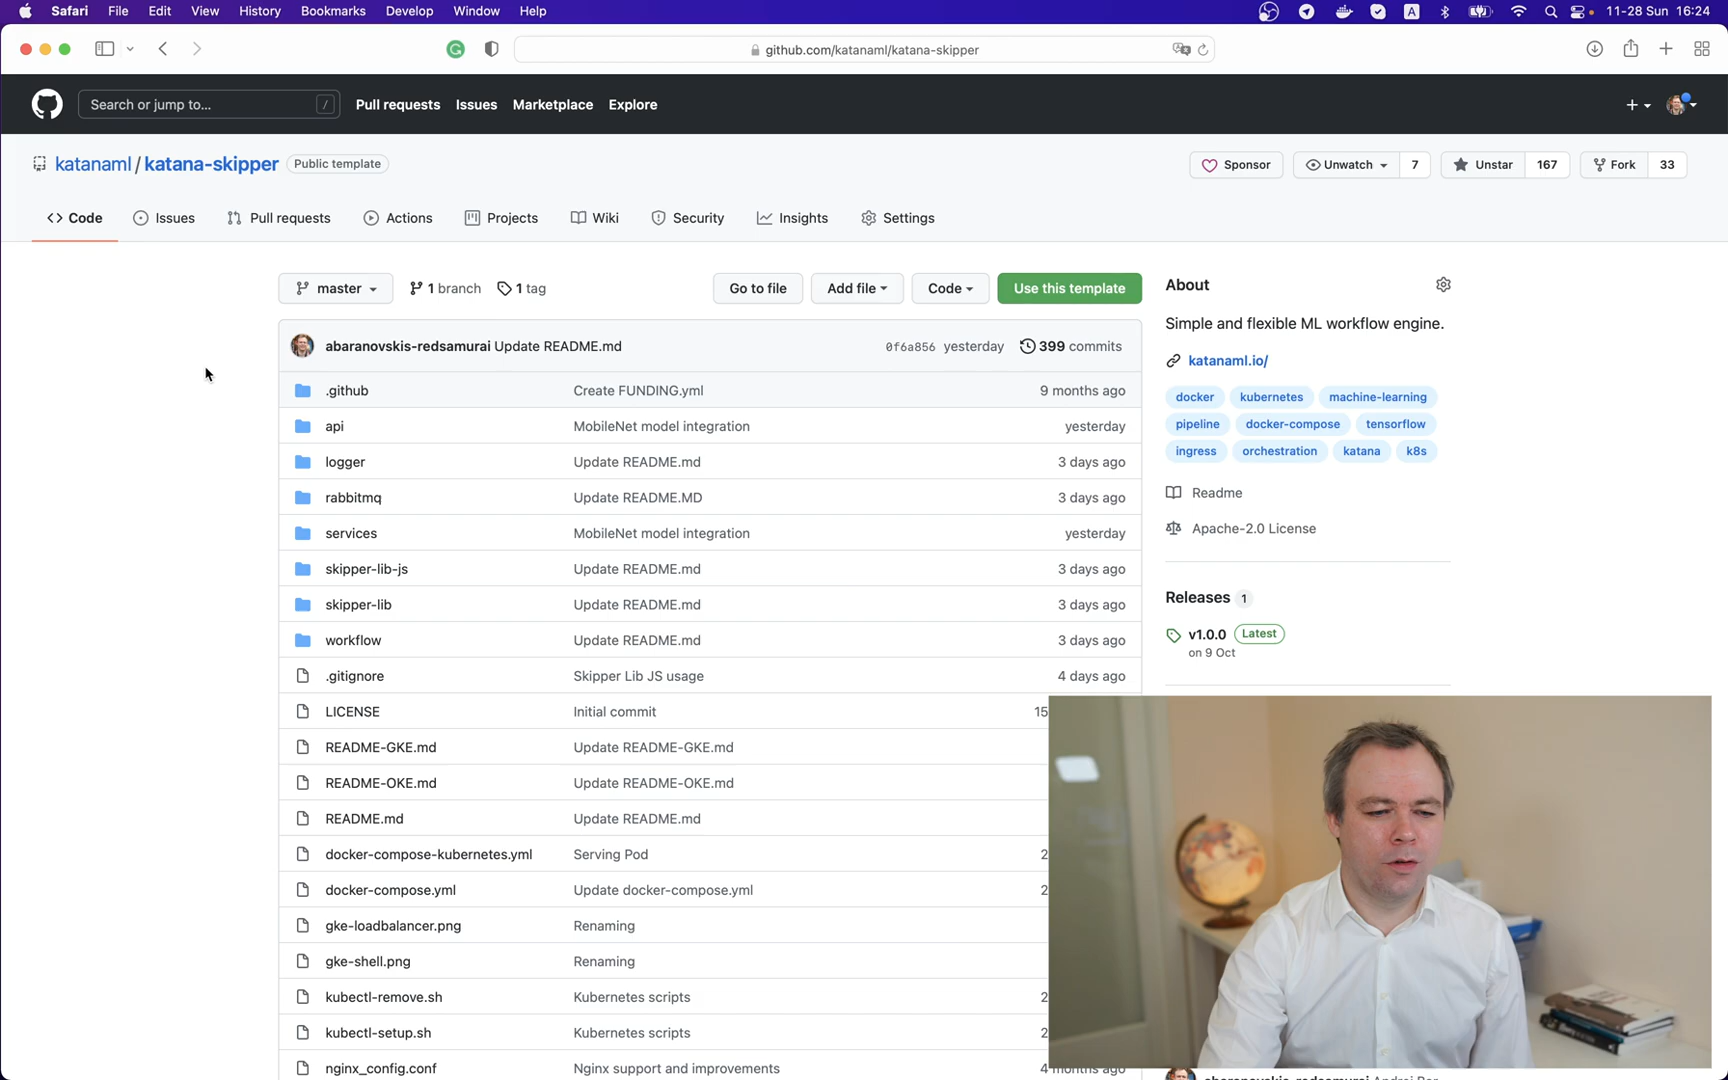 Safari File Edit View History Bookmarks Develop Window Help A 11-28 Sun 16:24
github.com/katanaml/katana-skipper
Search or jump to... / Pull requests Issues Marketplace Explore
katanaml / katana-skipper Public template Sponsor Unwatch 7 Unstar 167 Fork 33
Code Issues Pull requests Actions Projects Wiki Security Insights Settings
master 1 branch 1 tag Go to file Add file Code Use this template
About
Simple and flexible ML workflow engine.
katanaml.io/
docker kubernetes machine-learning
pipeline docker-compose tensorflow
ingress orchestration katana k8s
Readme
Apache-2.0 License
Releases 1
v1.0.0 Latest
on 9 Oct
abaranovskis-redsamurai Update README.md 0f6a856 yesterday 399 commits
.github Create FUNDING.yml 9 months ago
api MobileNet model integration yesterday
logger Update README.md 3 days ago
rabbitmq Update README.MD 3 days ago
services MobileNet model integration yesterday
skipper-lib-js Update README.md 3 days ago
skipper-lib Update README.md 3 days ago
workflow Update README.md 3 days ago
.gitignore Skipper Lib JS usage 4 days ago
LICENSE Initial commit 15
README-GKE.md Update README-GKE.md
README-OKE.md Update README-OKE.md
README.md Update README.md
docker-compose-kubernetes.yml Serving Pod 2
docker-compose.yml Update docker-compose.yml 2
gke-loadbalancer.png Renaming
gke-shell.png Renaming
kubectl-remove.sh Kubernetes scripts 2
kubectl-setup.sh Kubernetes scripts 2
nginx_config.conf Nginx support and improvements 4 months ago